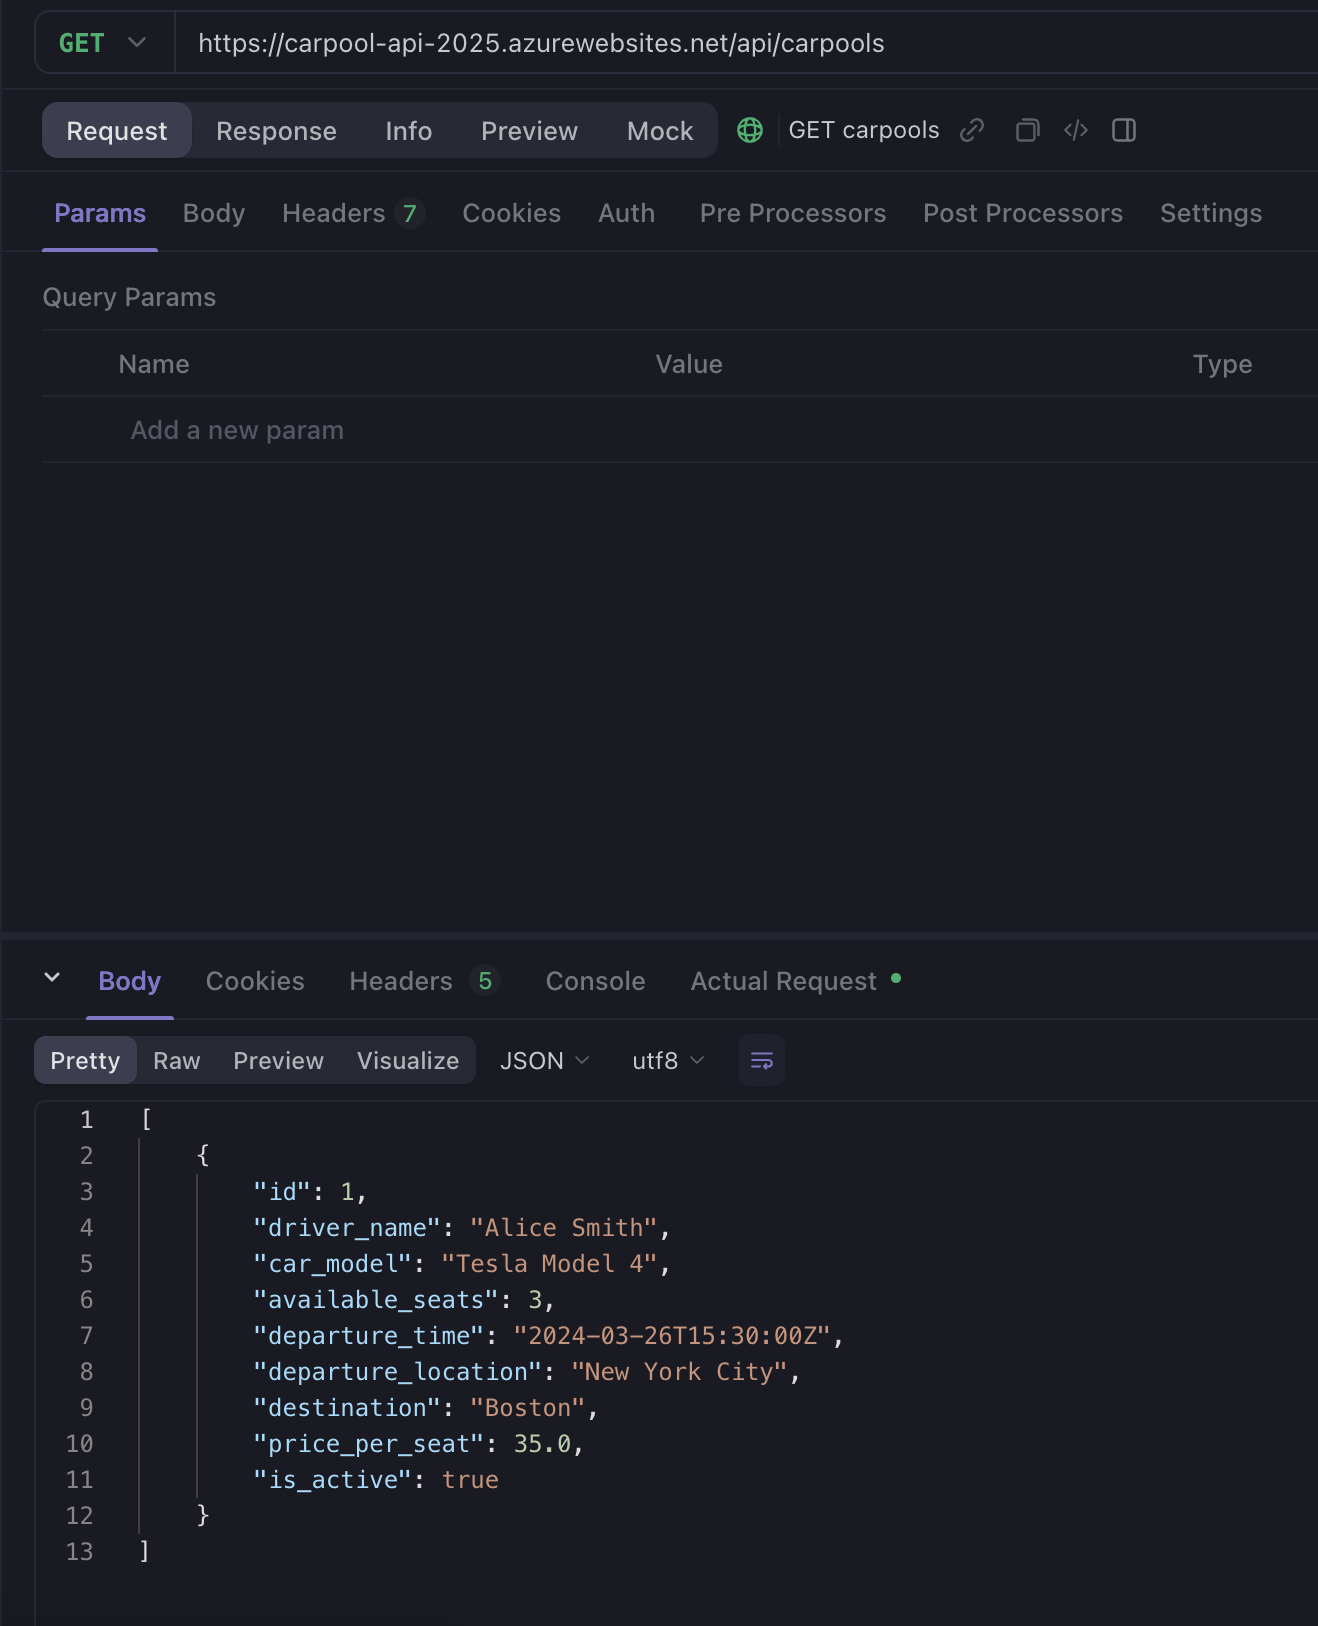 GET https://carpool-api-2025.azurewebsites.net/api/carpools
Request Response Info Preview Mock GET carpools
Params Body Headers 7 Cookies Auth Pre Processors Post Processors Settings
Query Params
Name Value Type
Add a new param
Body Cookies Headers 5 Console Actual Request
Pretty Raw Preview Visualize JSON utf8
1 [
2 {
3 "id": 1,
4 "driver_name": "Alice Smith",
5 "car_model": "Tesla Model 4",
6 "available_seats": 3,
7 "departure_time": "2024-03-26T15:30:00Z",
8 "departure_location": "New York City",
9 "destination": "Boston",
10 "price_per_seat": 35.0,
11 "is_active": true
12 }
13 ]